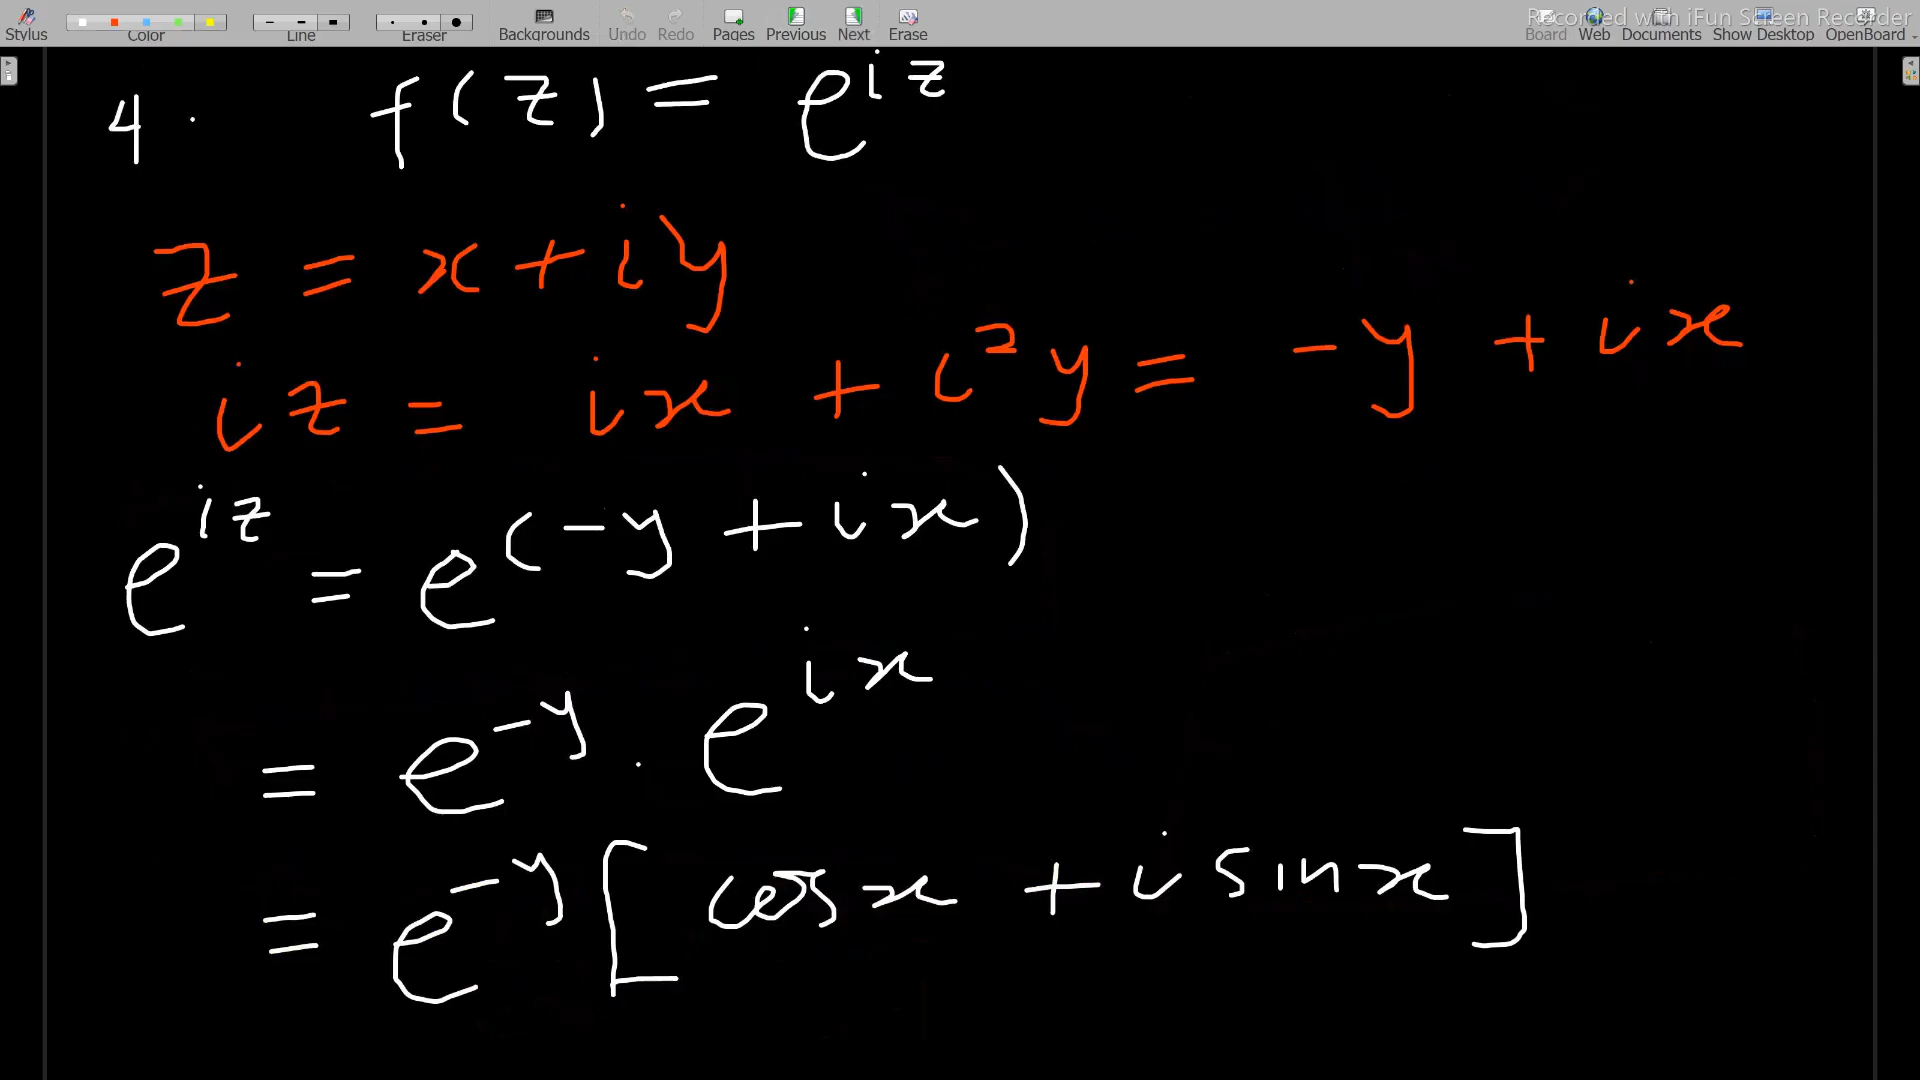 Recorded with iFun Screen Recorder
Stylus Color Line Eraser Backgrounds Undo Redo Pages Previous Next Erase Board Web Documents Show Desktop OpenBoard
4. f(z) = e^{iz}
z = x + iy
iz = ix + i²y = -y + ix
e^{iz} = e^{(-y + ix)}
= e^{-y} . e^{ix}
= e^{-y} [cos x + i sin x]